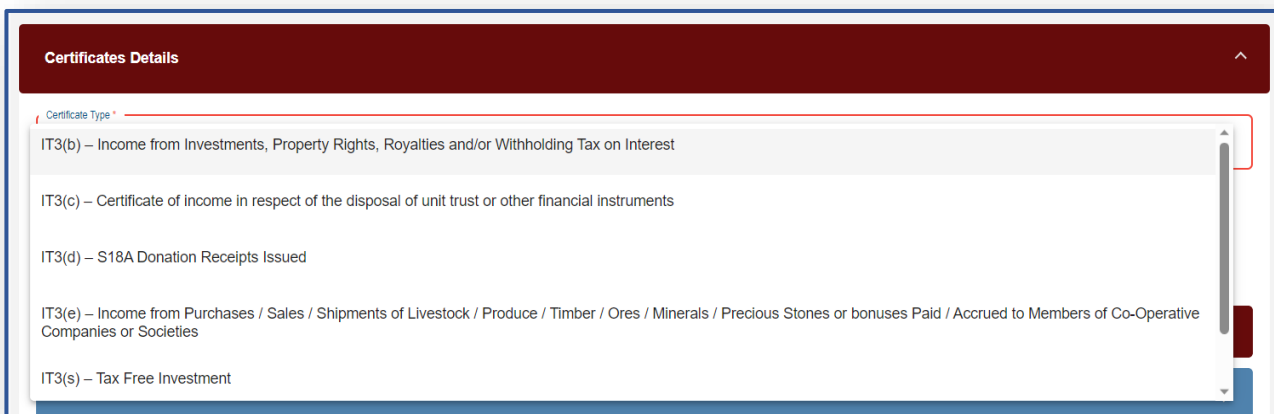 Certificates Details
Certificate Type *
IT3(b) – Income from Investments, Property Rights, Royalties and/or Withholding Tax on Interest
IT3(c) – Certificate of income in respect of the disposal of unit trust or other financial instruments
IT3(d) – S18A Donation Receipts Issued
IT3(e) – Income from Purchases / Sales / Shipments of Livestock / Produce / Timber / Ores / Minerals / Precious Stones or bonuses Paid / Accrued to Members of Co-Operative
Companies or Societies
IT3(s) – Tax Free Investment